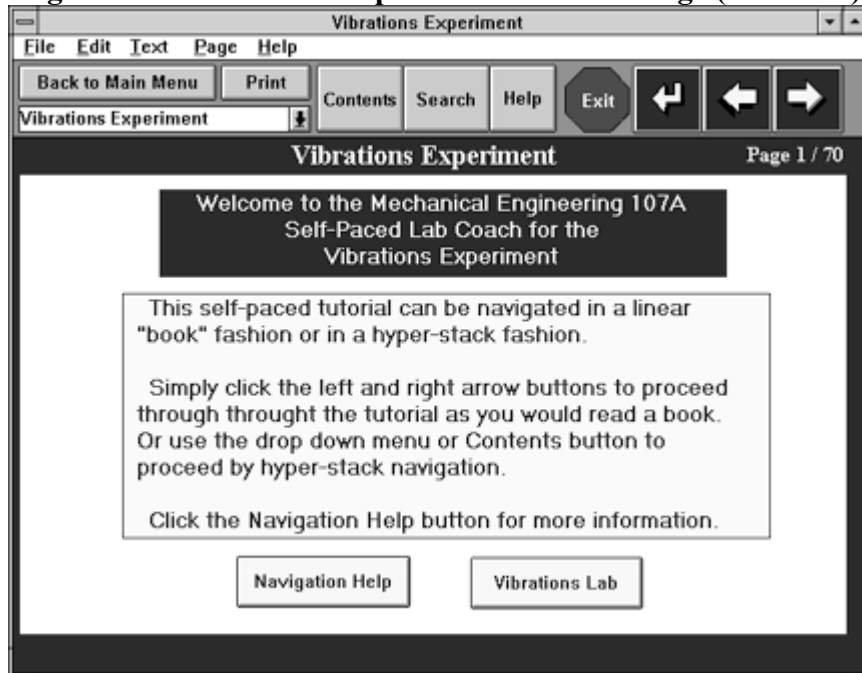 Vibrations Experiment
File Edit Text Page Help
Back to Main Menu Print Contents Search Help Exit
Vibrations Experiment
Vibrations Experiment Page 1 / 70
Welcome to the Mechanical Engineering 107A
Self-Paced Lab Coach for the
Vibrations Experiment
This self-paced tutorial can be navigated in a linear
"book" fashion or in a hyper-stack fashion.
Simply click the left and right arrow buttons to proceed
through throught the tutorial as you would read a book.
Or use the drop down menu or Contents button to
proceed by hyper-stack navigation.
Click the Navigation Help button for more information.
Navigation Help Vibrations Lab